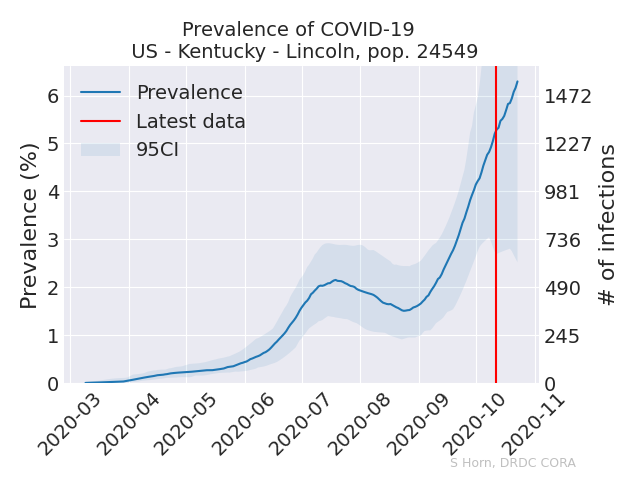 Prevalence of COVID-19
US - Kentucky - Lincoln, pop. 24549
Prevalence
Latest data
95CI
Prevalence (%)
6
5
4
3
2
1
0
1472
1227
981
736
490
245
0
# of infections
2020-03
2020-04
2020-05
2020-06
2020-07
2020-08
2020-09
2020-10
2020-11
S Horn, DRDC CORA